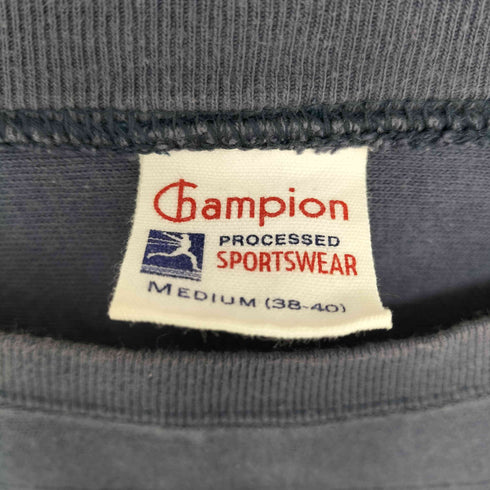 Champion
PROCESSED
SPORTSWEAR
MEDIUM (38-40)